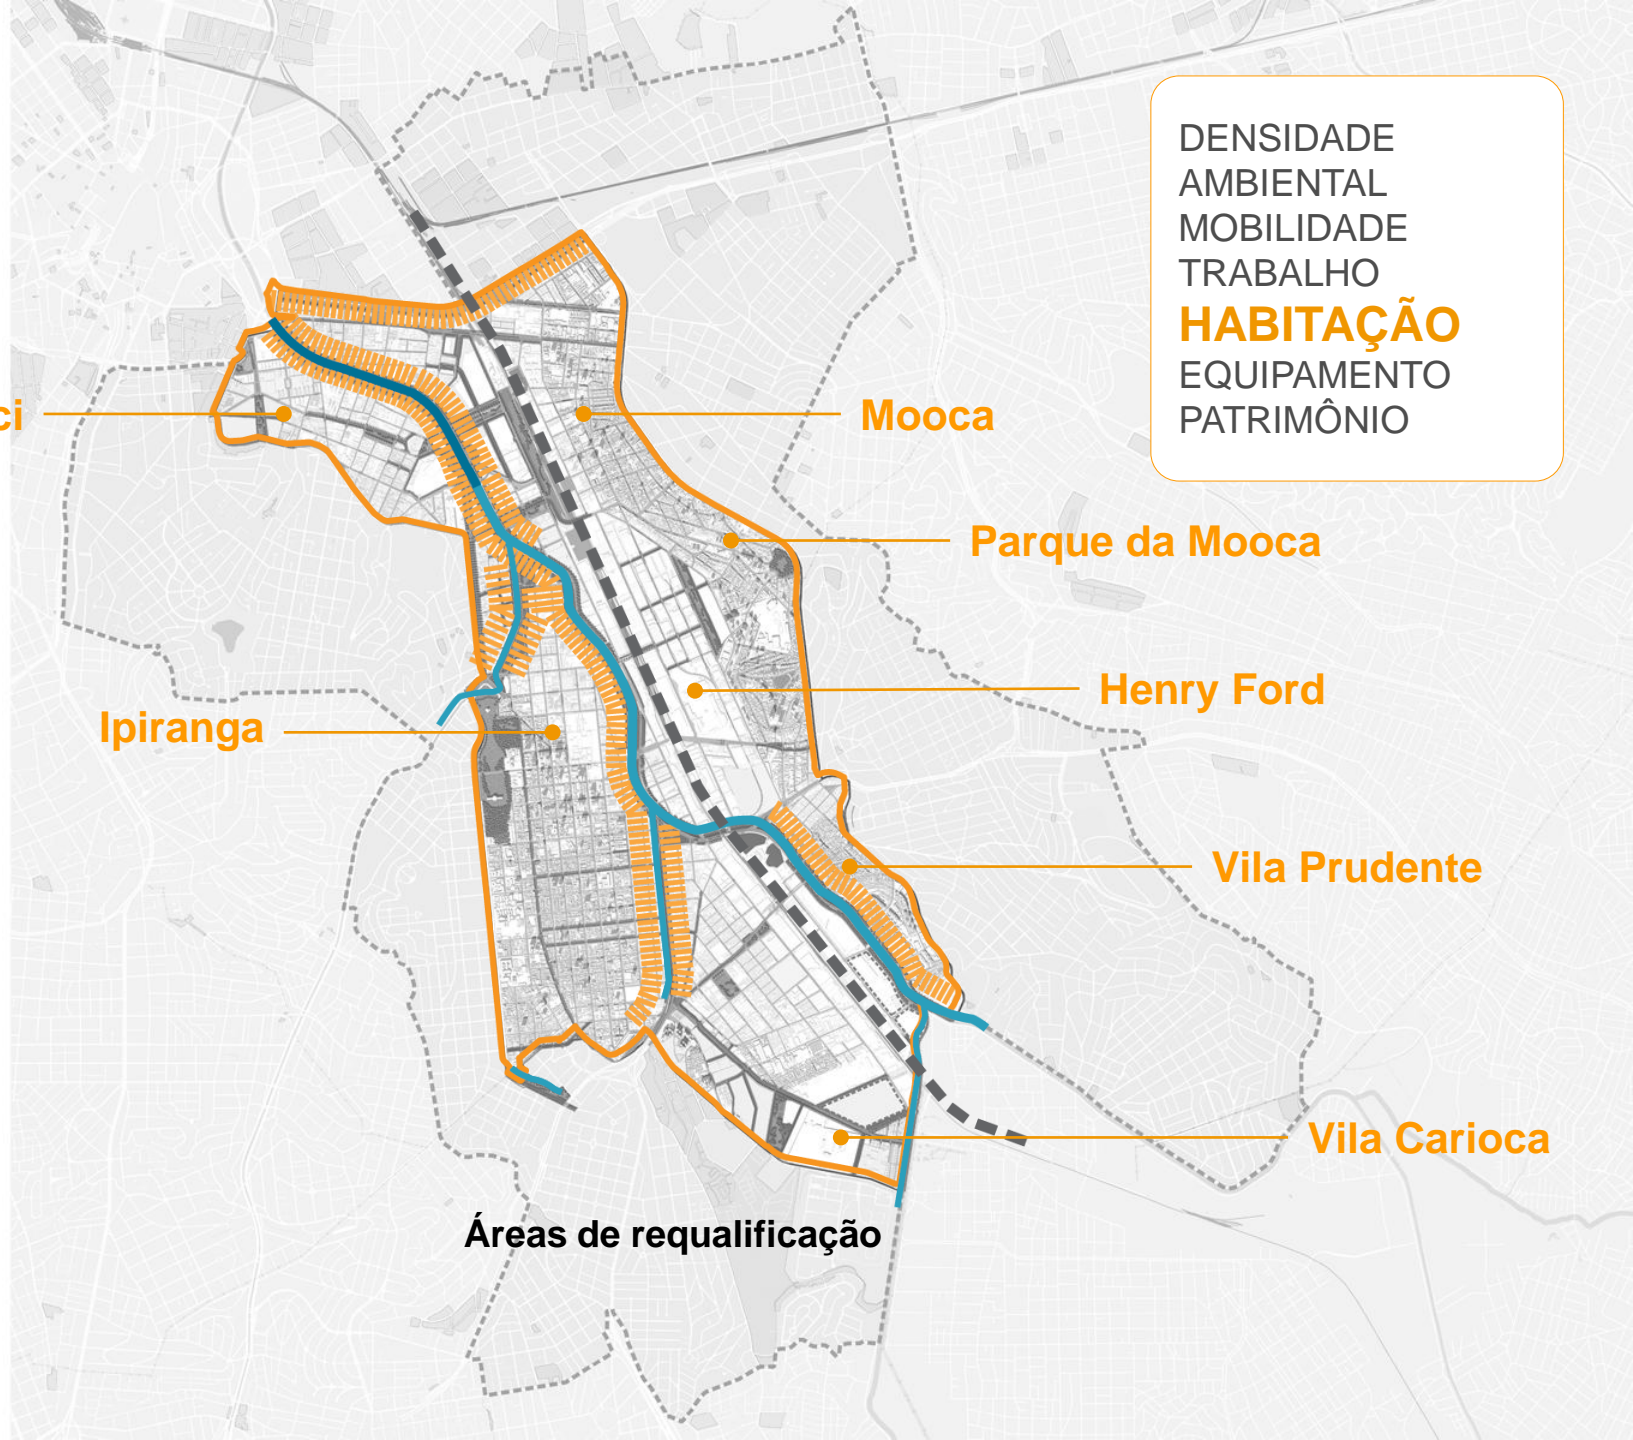 DENSIDADE
AMBIENTAL
MOBILIDADE
TRABALHO
HABITAÇÃO
EQUIPAMENTO
PATRIMÔNIO
Mooca
Parque da Mooca
Henry Ford
Ipiranga
Vila Prudente
Vila Carioca
Áreas de requalificação